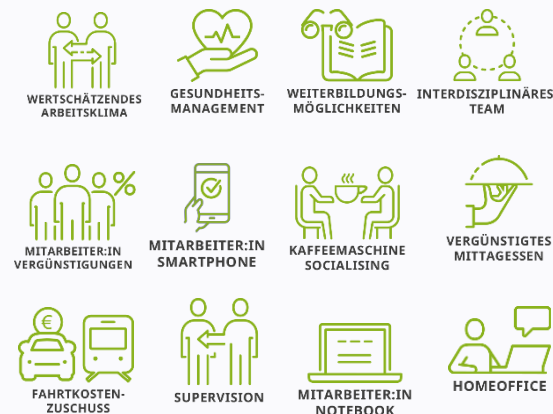 WERTSCHÄTZENDES
ARBEITSKLIMA
GESUNDHEITS-
MANAGEMENT
WEITERBILDUNGS-
MÖGLICHKEITEN
INTERDISZIPLINÄRES
TEAM
%
MITARBEITER:IN
VERGÜNSTIGUNGEN
MITARBEITER:IN
SMARTPHONE
KAFFEEMASCHINE
SOCIALISING
VERGÜNSTIGTES
MITTAGESSEN
€
FAHRTKOSTEN-
ZUSCHUSS
SUPERVISION
MITARBEITER:IN
NOTEBOOK
HOMEOFFICE